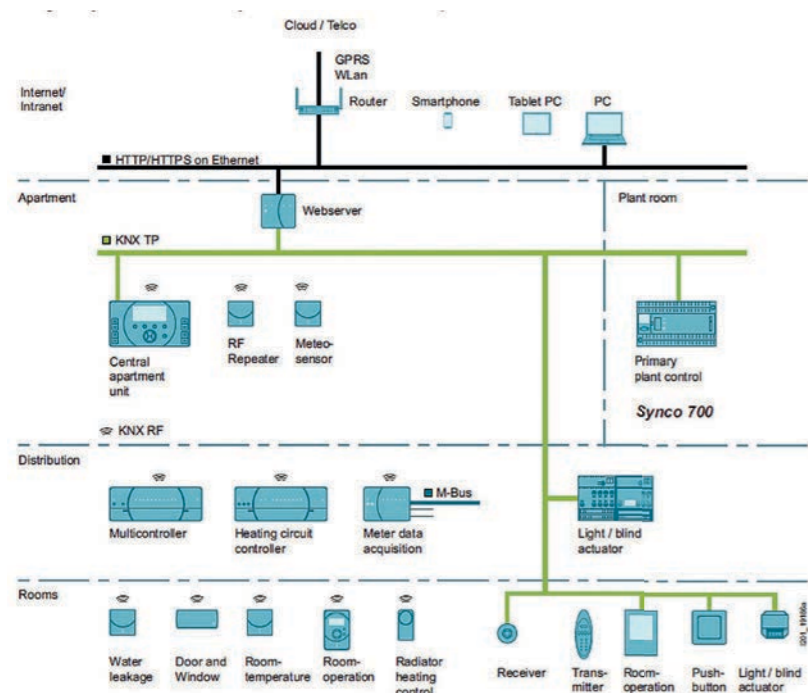 Cloud / Telco
GPRS
WLan
Internet/
Intranet
Router
Smartphone
Tablet PC
PC
HTTP/HTTPS on Ethernet
Apartment
Webserver
Plant room
KNX TP
Central
apartment
unit
RF
Repeater
Meteo-
sensor
Primary
plant control
Synco 700
KNX RF
Distribution
M-Bus
Multicontroller
Heating circuit
controller
Meter data
acquisition
Light / blind
actuator
Rooms
Water
leakage
Door and
Window
Room-
temperature
Room-
operation
Radiator
heating
control
Receiver
Trans-
mitter
Room-
operation
Push-
button
Light / blind
actuator